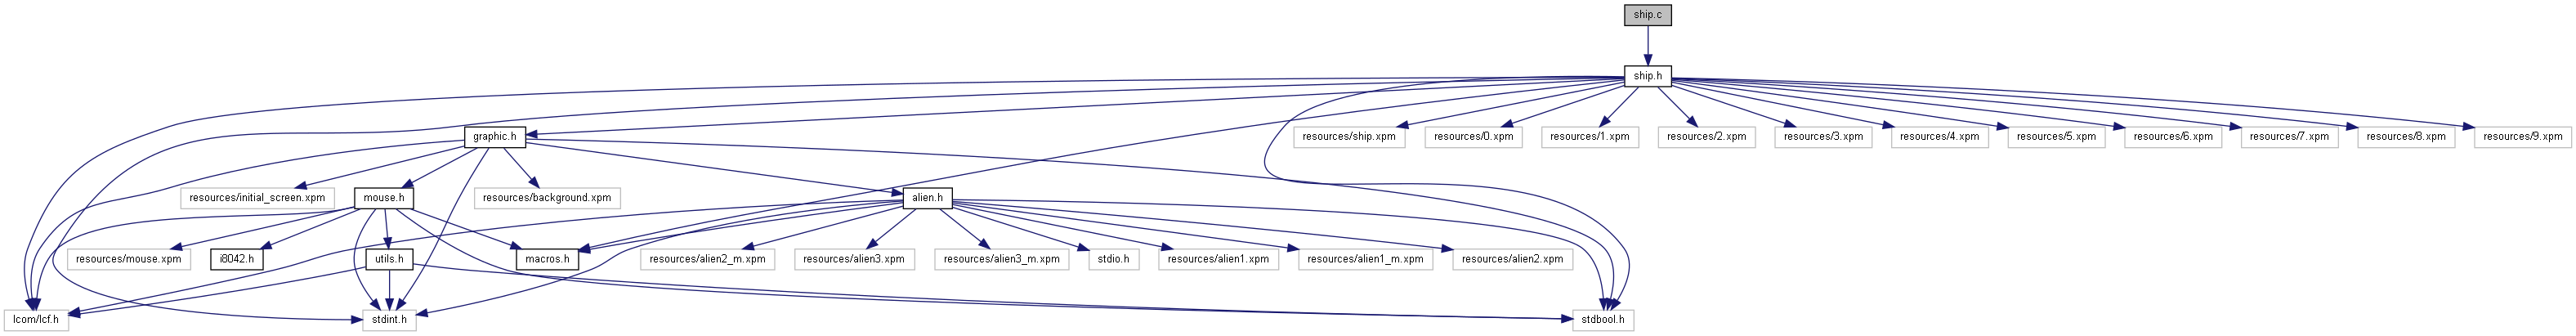 ship.c
ship.h
graphic.h
resources/ship.xpm
resources/0.xpm
resources/1.xpm
resources/2.xpm
resources/3.xpm
resources/4.xpm
resources/5.xpm
resources/6.xpm
resources/7.xpm
resources/8.xpm
resources/9.xpm
resources/initial_screen.xpm
mouse.h
resources/background.xpm
alien.h
resources/mouse.xpm
i8042.h
utils.h
macros.h
resources/alien2_m.xpm
resources/alien3.xpm
resources/alien3_m.xpm
stdio.h
resources/alien1.xpm
resources/alien1_m.xpm
resources/alien2.xpm
lcom/lcf.h
stdint.h
stdbool.h